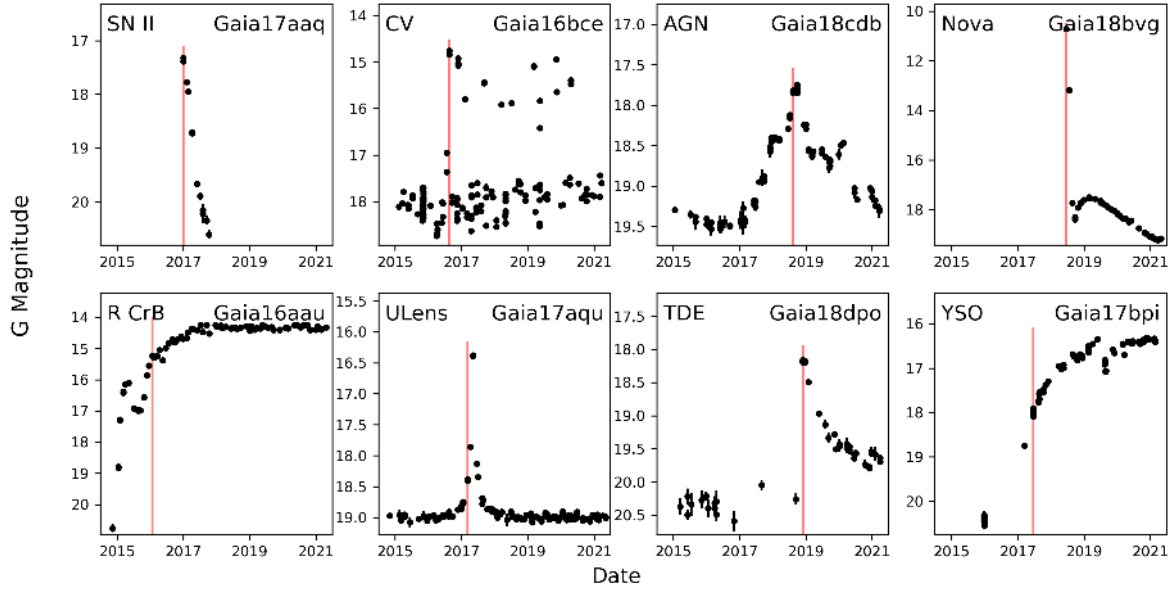 SN II Gaia17aaq
17
18
19
20
2015 2017 2019 2021
CV Gaia16bce
14
15
16
17
18
2015 2017 2019 2021
AGN Gaia18cdb
17.0
17.5
18.0
18.5
19.0
19.5
2015 2017 2019 2021
Nova Gaia18bvg
10
12
14
16
18
2015 2017 2019 2021
G Magnitude
R CrB Gaia16aau
14
15
16
17
18
19
20
2015 2017 2019 2021
ULens Gaia17aqu
15.5
16.0
16.5
17.0
17.5
18.0
18.5
19.0
2015 2017 2019 2021
TDE Gaia18dpo
17.5
18.0
18.5
19.0
19.5
20.0
20.5
2015 2017 2019 2021
YSO Gaia17bpi
16
17
18
19
20
2015 2017 2019 2021
Date